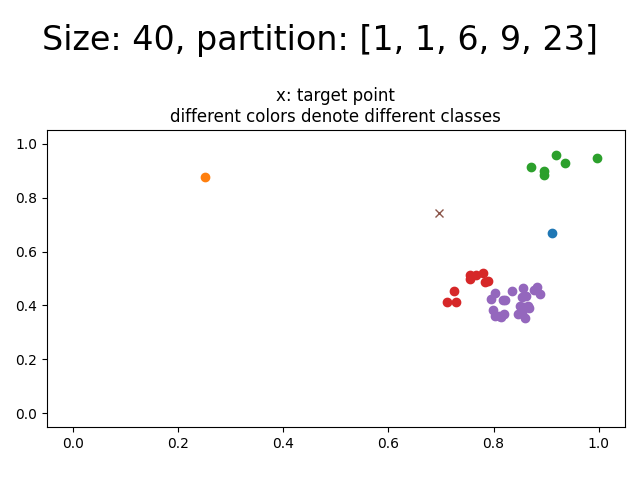 Size: 40, partition: [1, 1, 6, 9, 23]
x: target point
different colors denote different classes
1.0
0.8
0.6
0.4
0.2
0.0
0.0 0.2 0.4 0.6 0.8 1.0